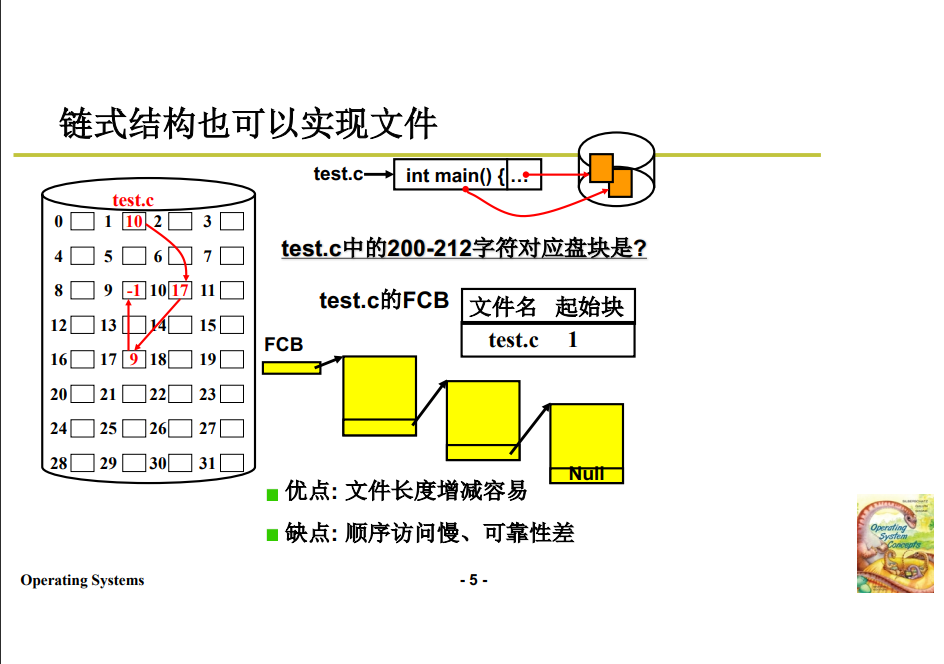 链式结构也可以实现文件
test.c int main() { …
test.c
0 1 10 2 3
4 5 6 7
8 9 -1 10 17 11
12 13 14 15
16 17 9 18 19
20 21 22 23
24 25 26 27
28 29 30 31
test.c中的200-212字符对应盘块是?
test.c的FCB
文件名 起始块
test.c 1
FCB
Null
优点: 文件长度增减容易
缺点: 顺序访问慢、可靠性差
Operating
System
Concepts
Operating Systems
- 5 -